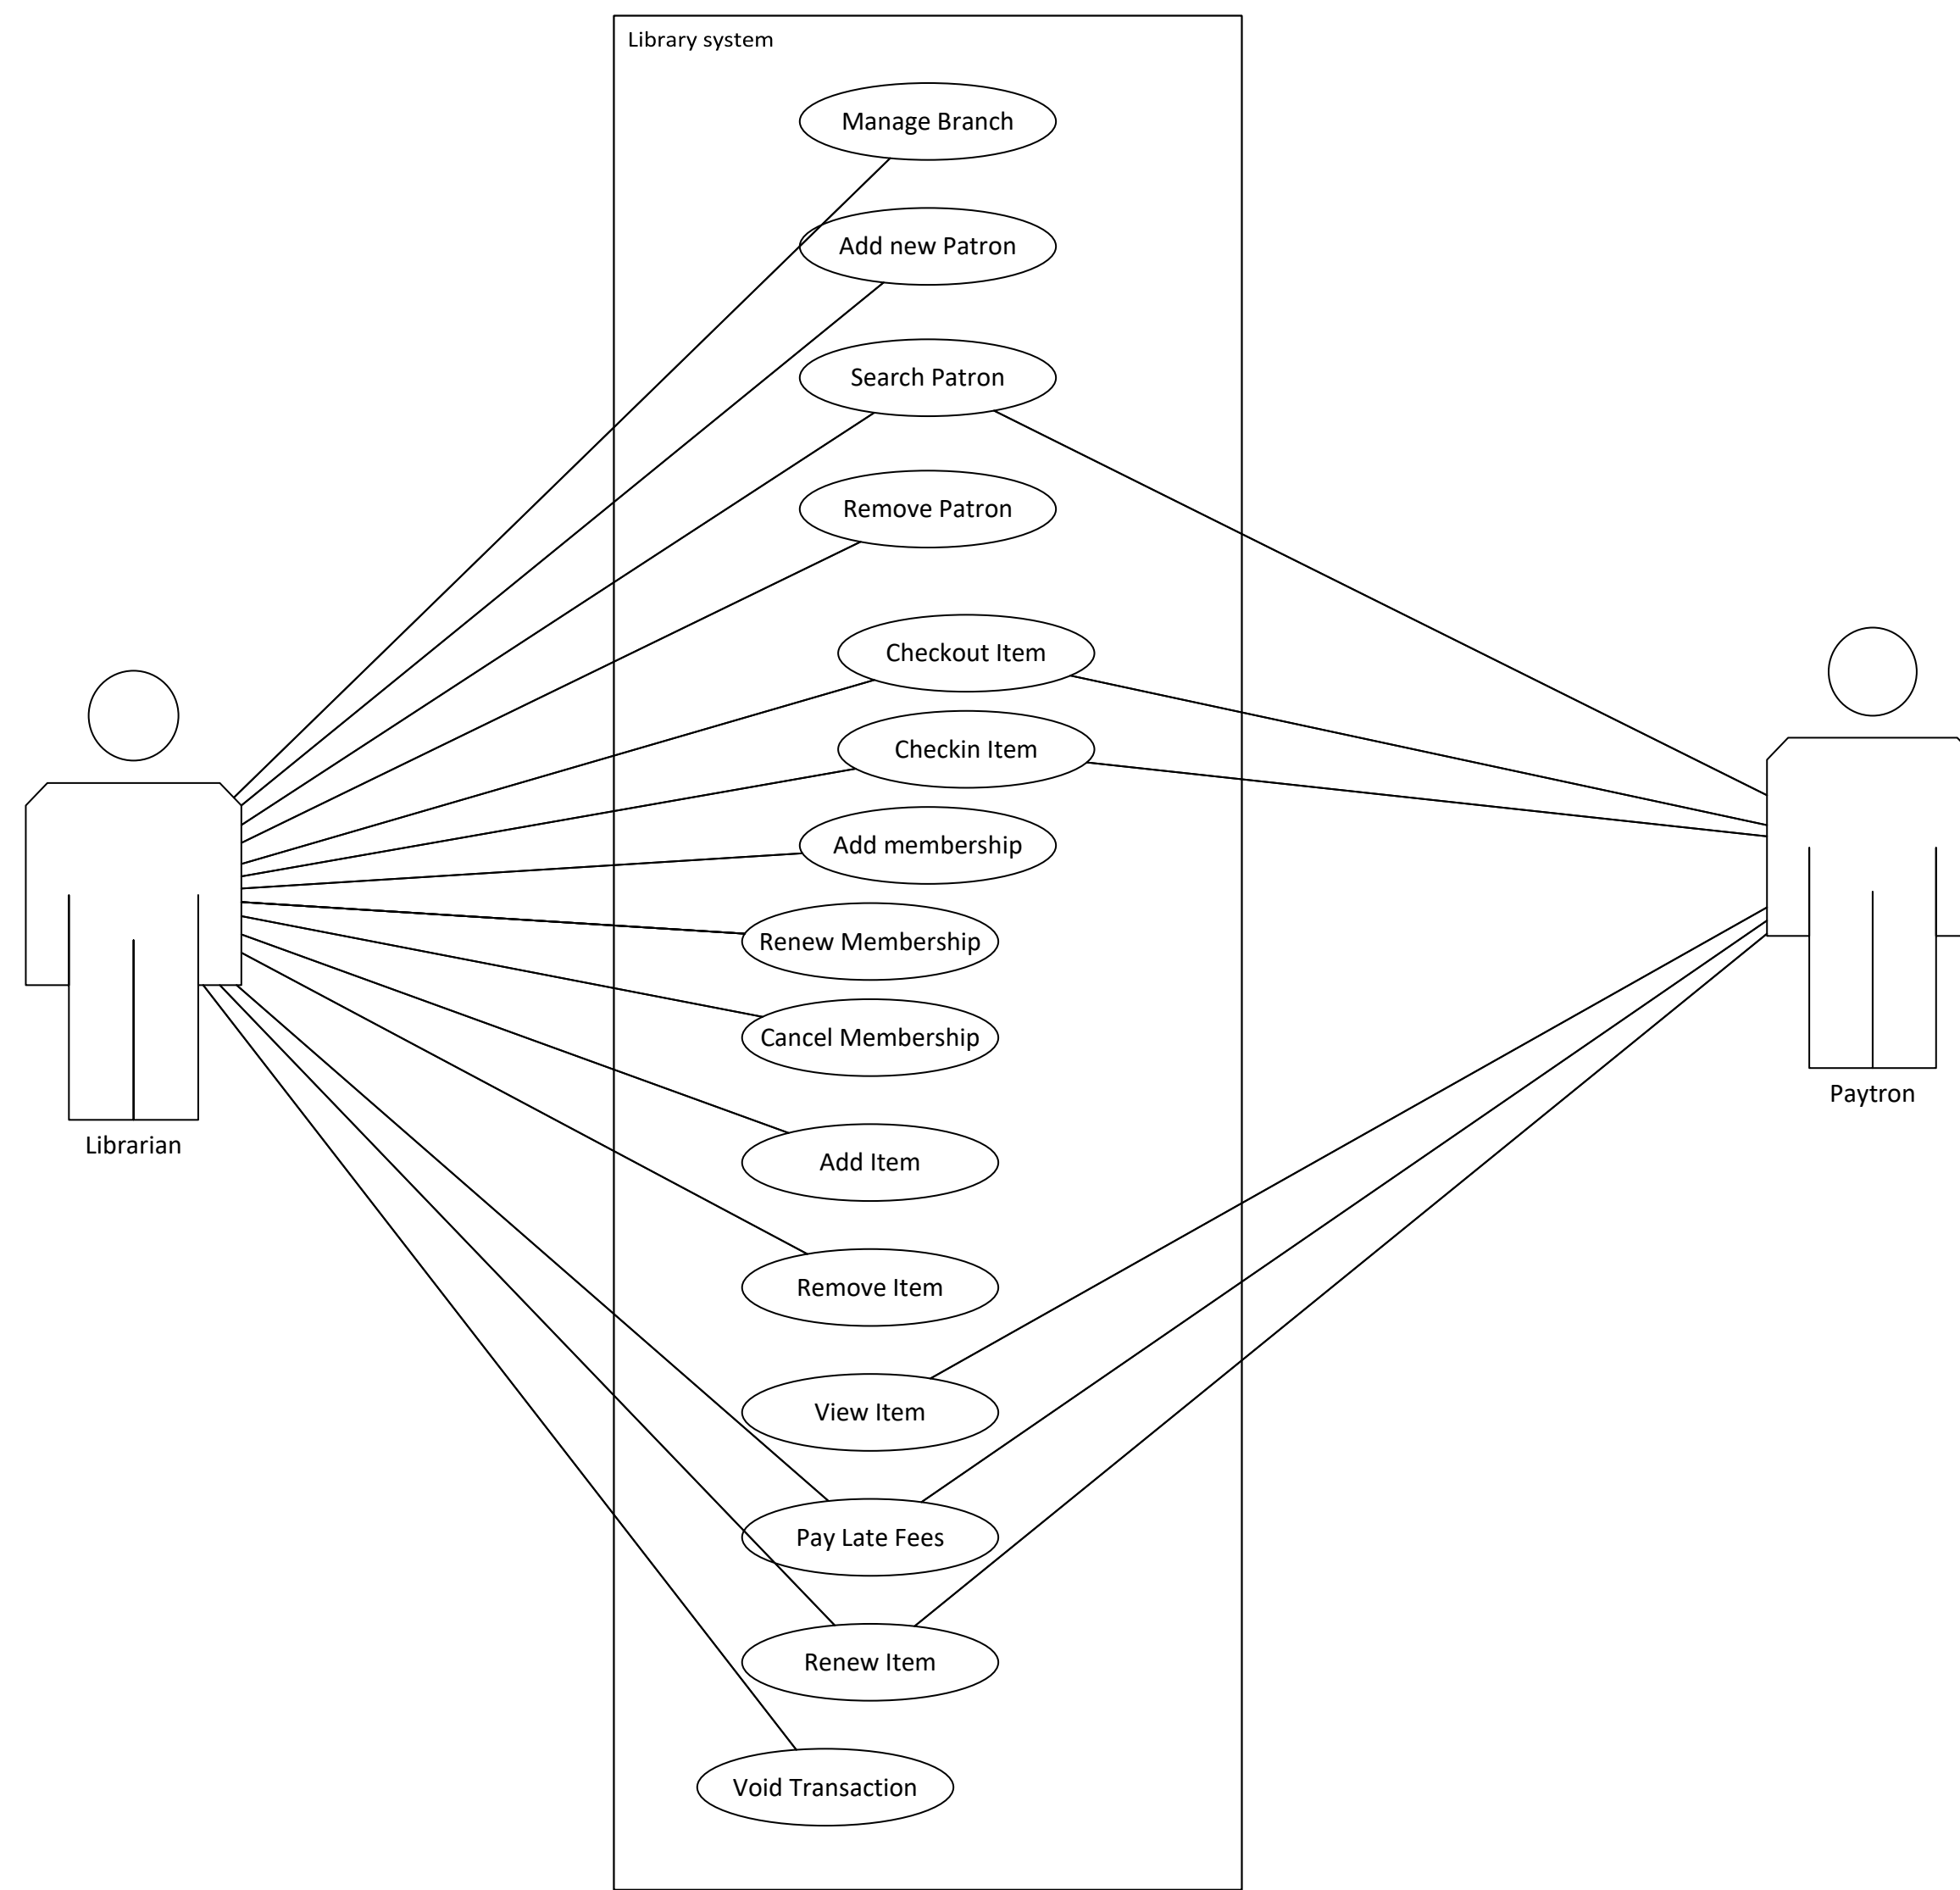 Library system
Manage Branch
Add new Patron
Search Patron
Remove Patron
Checkout Item
Checkin Item
Add membership
Renew Membership
Cancel Membership
Add Item
Remove Item
View Item
Pay Late Fees
Renew Item
Void Transaction
Librarian
Paytron